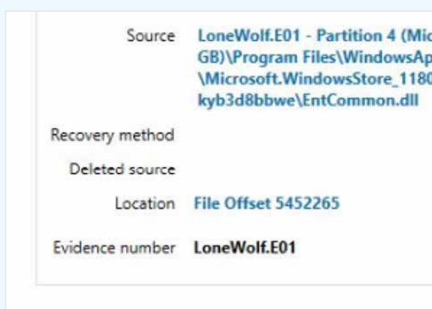 Source LoneWolf.E01 - Partition 4 (Mic
GB)\Program Files\WindowsAp
\Microsoft.WindowsStore_1180
kyb3d8bbwe\EntCommon.dll
Recovery method
Deleted source
Location File Offset 5452265
Evidence number LoneWolf.E01